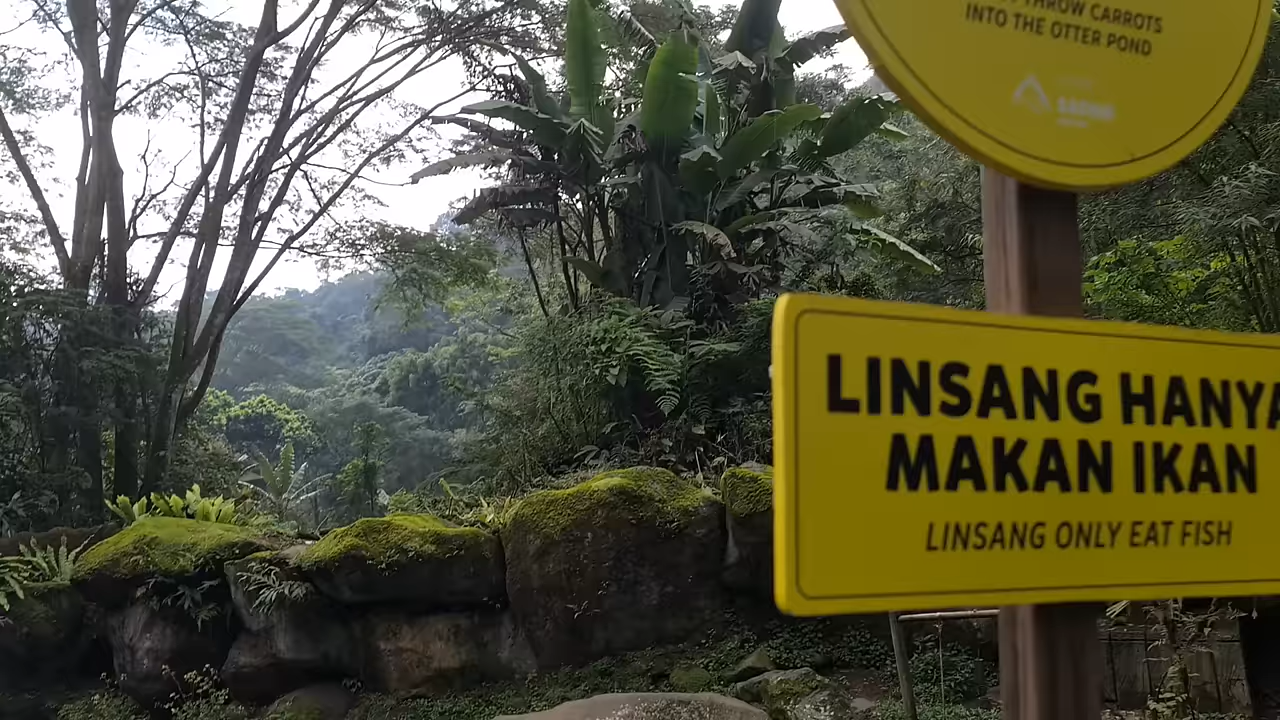 THROW CARROTS
INTO THE OTTER POND
LINSANG HANYA
MAKAN IKAN
LINSANG ONLY EAT FISH